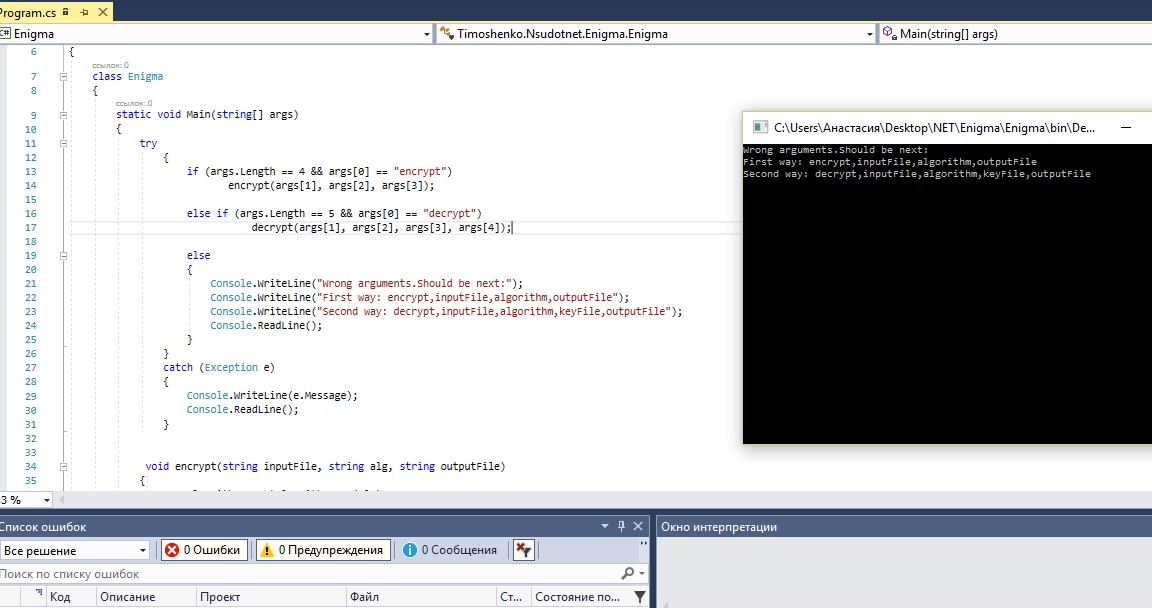 Program.cs
C# Enigma
Timoshenko.Nsudotnet.Enigma.Enigma
Main(string[] args)
6 {
ссылок: 0
7 class Enigma
8 {
ссылок: 0
9 static void Main(string[] args)
10 {
11 try
12 {
13 if (args.Length == 4 && args[0] == "encrypt")
14 encrypt(args[1], args[2], args[3]);
15
16 else if (args.Length == 5 && args[0] == "decrypt")
17 decrypt(args[1], args[2], args[3], args[4]);
18
19 else
20 {
21 Console.WriteLine("Wrong arguments.Should be next:");
22 Console.WriteLine("First way: encrypt,inputFile,algorithm,outputFile");
23 Console.WriteLine("Second way: decrypt,inputFile,algorithm,keyFile,outputFile");
24 Console.ReadLine();
25 }
26 }
27 catch (Exception e)
28 {
29 Console.WriteLine(e.Message);
30 Console.ReadLine();
31 }
32
33
34 void encrypt(string inputFile, string alg, string outputFile)
35 {
C:\Users\Анастасия\Desktop\NET\Enigma\Enigma\bin\De...
Wrong arguments.Should be next:
First way: encrypt,inputFile,algorithm,outputFile
Second way: decrypt,inputFile,algorithm,keyFile,outputFile
3 %
Список ошибок
Все решение
0 Ошибки
0 Предупреждения
0 Сообщения
Поиск по списку ошибок
Код
Описание
Проект
Файл
Ст...
Состояние по...
Окно интерпретации